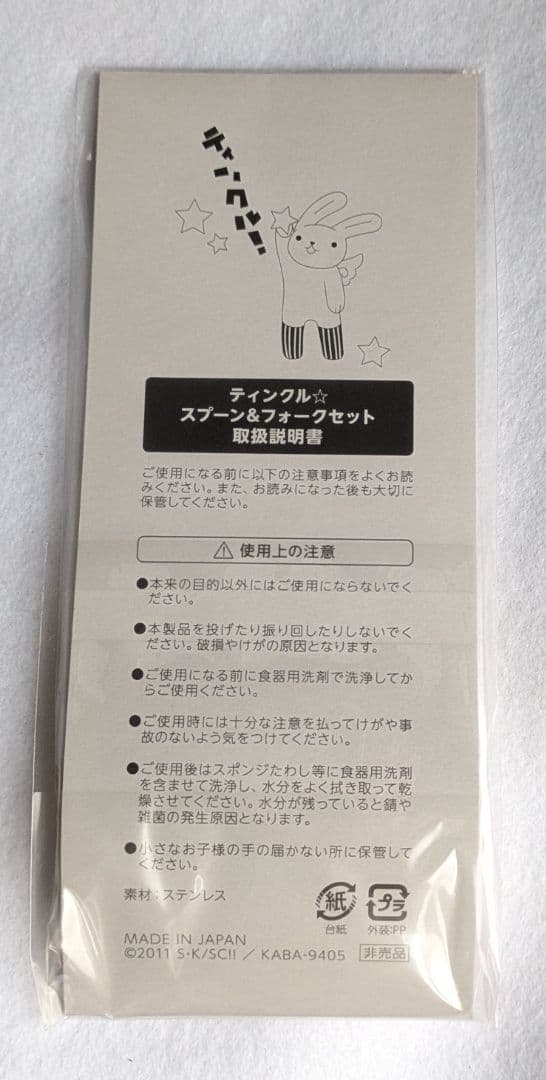 ティンクル!
ティンクル☆
スプーン&フォークセット
取扱説明書
ご使用になる前に以下の注意事項をよくお読
みください。また、お読みになった後も大切に
保管してください。
⚠使用上の注意
●本来の目的以外にはご使用にならないでく
ださい。
●本製品を投げたり振り回したりしないでく
ださい。破損やけがの原因となります。
●ご使用になる前に食器用洗剤で洗浄してか
らご使用ください。
●ご使用時には十分な注意を払ってけがや事
故のないよう気をつけてください。
●ご使用後はスポンジたわし等に食器用洗剤
を含ませて洗浄し、水分をよく拭き取って乾
燥させてください。水分が残っていると錆や
雑菌の発生原因となります。
●小さなお子様の手の届かない所に保管して
ください。
素材:ステンレス
紙
台紙
プラ
外装:PP
MADE IN JAPAN
©2011 S・K/SC!! / KABA-9405
非売品